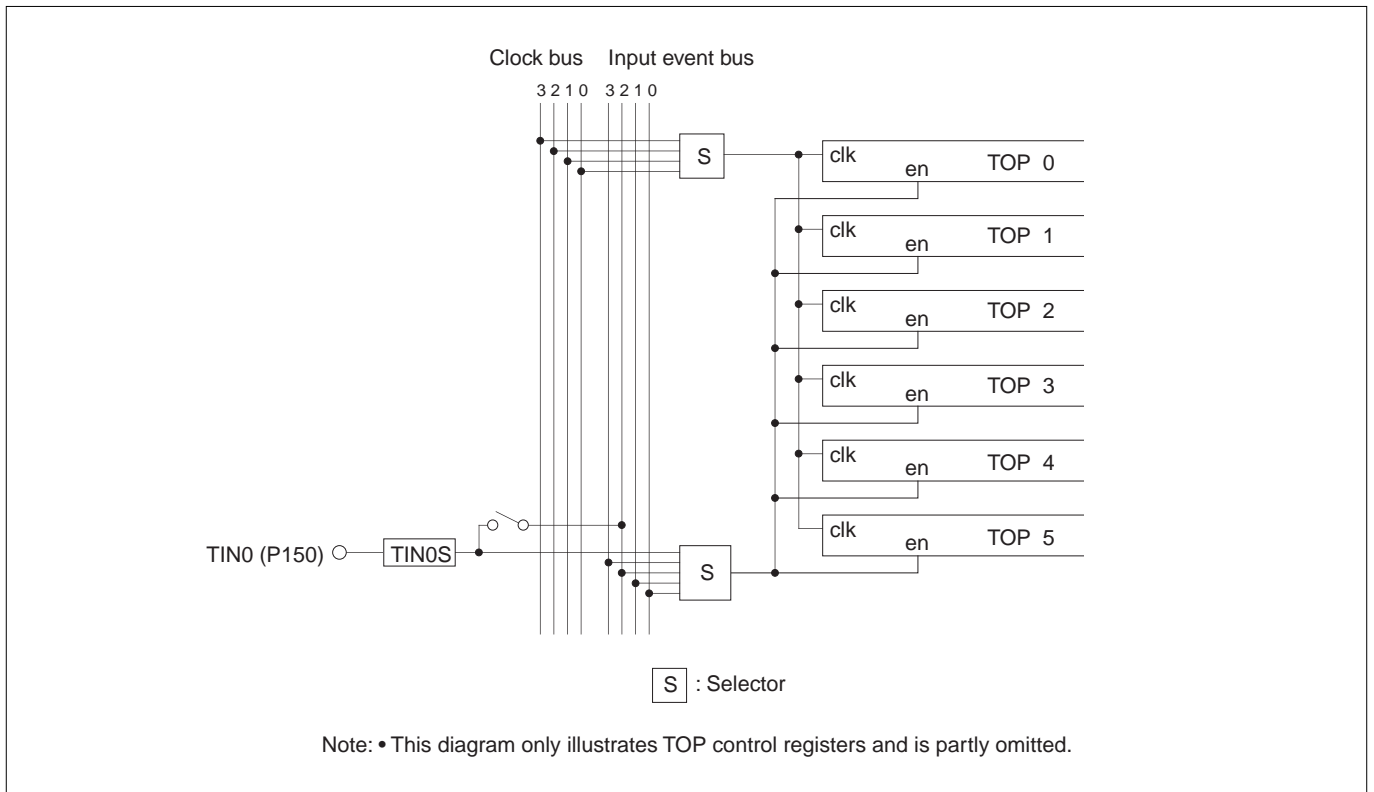 Clock bus Input event bus
3 2 1 0 3 2 1 0
S
clk
en
TOP 0
clk
en
TOP 1
clk
en
TOP 2
clk
en
TOP 3
clk
en
TOP 4
clk
en
TOP 5
TIN0 (P150)
TIN0S
S
S : Selector
Note: • This diagram only illustrates TOP control registers and is partly omitted.